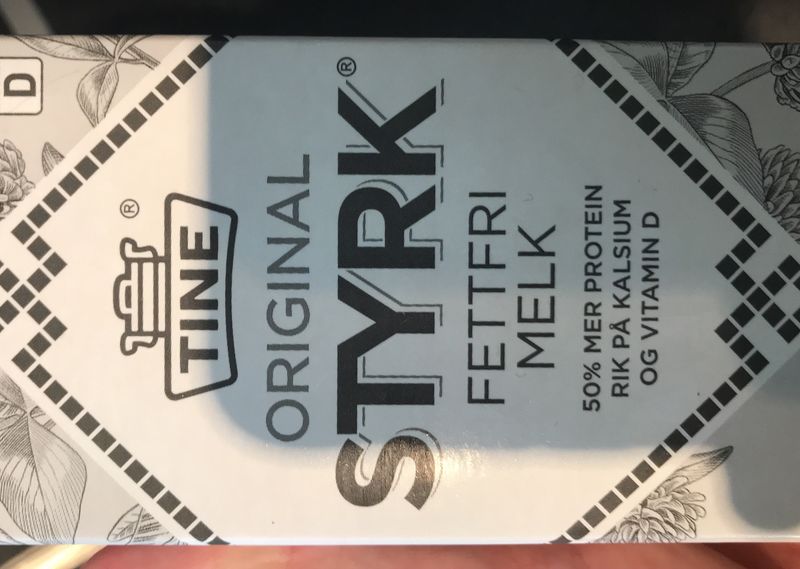 D
TINE®
ORIGINAL
STYRK®
FETTFRI
MELK
50% MER PROTEIN
RIK PÅ KALSIUM
OG VITAMIN D